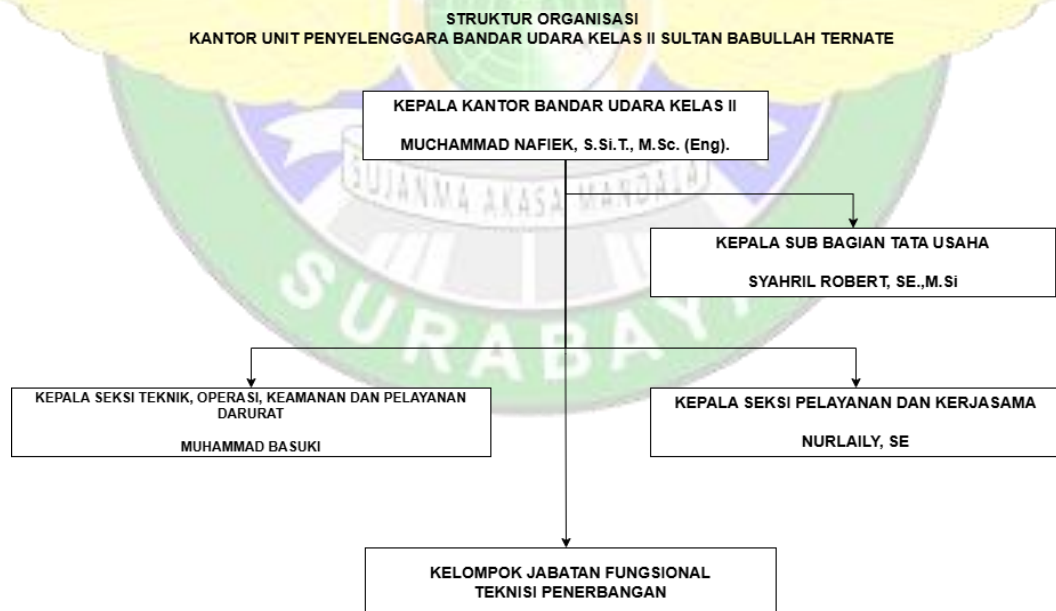 STRUKTUR ORGANISASI
KANTOR UNIT PENYELENGGARA BANDAR UDARA KELAS II SULTAN BABULLAH TERNATE
KEPALA KANTOR BANDAR UDARA KELAS II
MUCHAMMAD NAFIEK, S.Si.T., M.Sc. (Eng).
SUJANMA AKASA MANDALA
KEPALA SUB BAGIAN TATA USAHA
SYAHRIL ROBERT, SE.,M.Si
SURABAYA
KEPALA SEKSI TEKNIK, OPERASI, KEAMANAN DAN PELAYANAN
DARURAT
MUHAMMAD BASUKI
KEPALA SEKSI PELAYANAN DAN KERJASAMA
NURLAILY, SE
KELOMPOK JABATAN FUNGSIONAL
TEKNISI PENERBANGAN